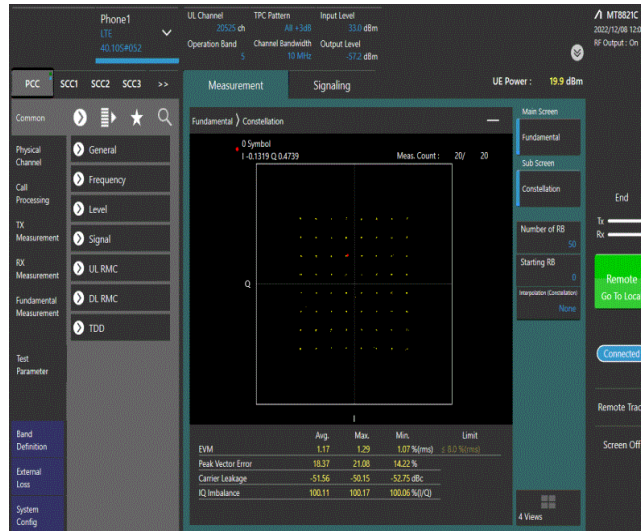 Phone1
LTE
40.105#052
UL Channel TPC Pattern Input Level
20525 ch Alt +3dB 33.0 dBm
Operation Band Channel Bandwidth Output Level
5 10 MHz -57.2 dBm
MT8821C
2022/12/08 12:0
RF Output : On
PCC SCC1 SCC2 SCC3 >>
Measurement Signaling
UE Power : 19.9 dBm
Common
Physical
Channel
Call
Processing
TX
Measurement
RX
Measurement
Fundamental
Measurement
Test
Parameter
Band
Definition
External
Loss
System
Config
General
Frequency
Level
Signal
UL RMC
DL RMC
TDD
Fundamental Constellation
0 Symbol
I -0.1319 Q 0.4739 Meas. Count : 20/ 20
Q
I
Avg. Max. Min. Limit
EVM 1.17 1.29 1.07 %(rms) ≤ 8.0 %(rms)
Peak Vector Error 18.37 21.08 14.22 %
Carrier Leakage -51.56 -50.15 -52.75 dBc
IQ Imbalance 100.11 100.17 100.06 %(I/Q)
Main Screen
Fundamental
Sub Screen
Constellation
Number of RB
50
Starting RB
0
Interpolation (Constellation)
None
4 Views
End
Tx
Rx
Remote
Go To Loca
Connected
Remote Trac
Screen Off